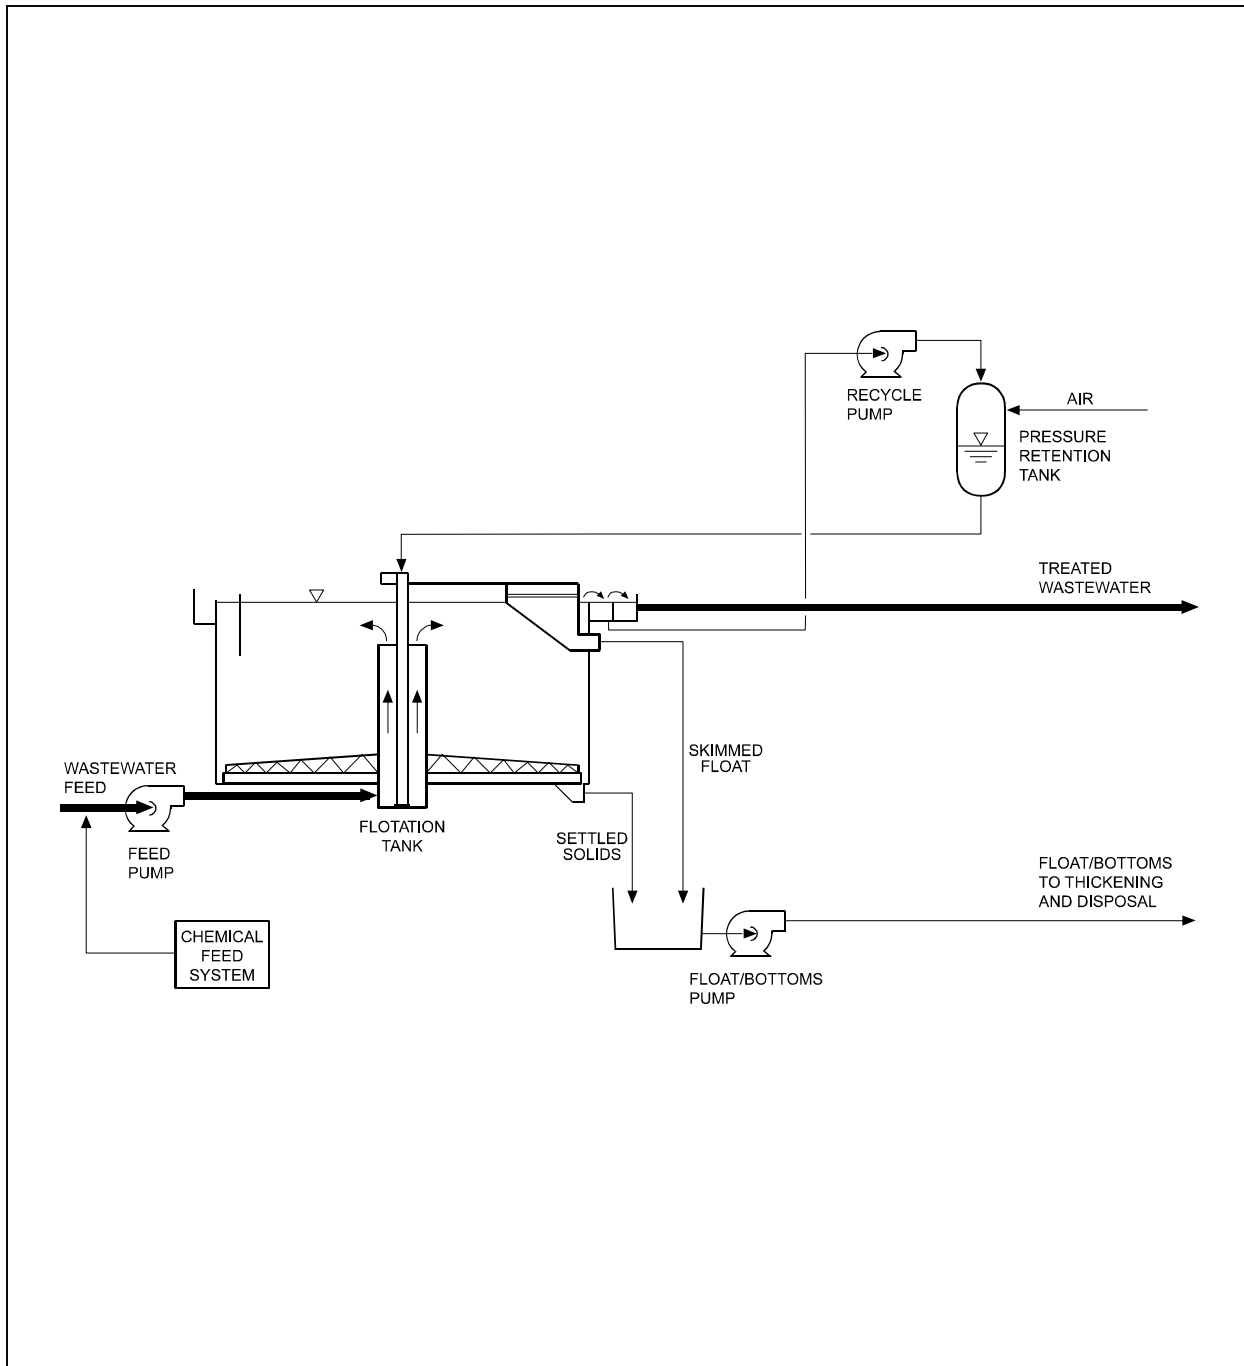 RECYCLE
PUMP
AIR
PRESSURE
RETENTION
TANK
TREATED
WASTEWATER
SKIMMED
FLOAT
WASTEWATER
FEED
FLOTATION
TANK
SETTLED
SOLIDS
FEED
PUMP
FLOAT/BOTTOMS
TO THICKENING
AND DISPOSAL
CHEMICAL
FEED
SYSTEM
FLOAT/BOTTOMS
PUMP